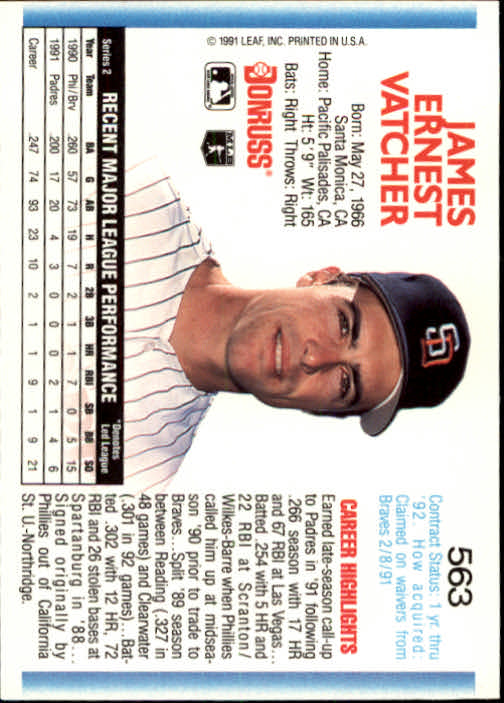 JAMES
ERNEST
VATCHER
Born: May 27, 1966
Santa Monica, CA
Home: Pacific Palisades, CA
Ht: 5' 9" Wt: 165
Bats: Right Throws: Right
DONRUSS®
© 1991 LEAF, INC. PRINTED IN U.S.A.
563
Contract Status: 1 yr. thru
'92. How acquired:
Claimed on waivers from
Braves 2/8/91
CAREER HIGHLIGHTS
Earned late-season call-up
to Padres in '91 following
.266 season with 17 HR
and 67 RBI at Las Vegas...
Batted .254 with 5 HR and
22 RBI at Scranton/
Wilkes-Barre when Phillies
called him up at midsea-
son '90 prior to trade to
Braves...Split '89 season
between Reading (.327 in
48 games) and Clearwater
(.301 in 92 games)...Bat-
ted .302 with 12 HR, 72
RBI and 26 stolen bases at
Spartanburg in '88...
Signed originally by
Phillies out of California
St. U.-Northridge.
Series 2 RECENT MAJOR LEAGUE PERFORMANCE *Denotes
Led League
Year Team BA G AB H R 2B 3B HR RBI SB BB SO
1990 Phi/Brv .260 57 73 19 7 2 1 1 7 0 5 15
1991 Padres .200 17 20 4 3 0 0 0 2 1 4 6
Career .247 74 93 23 10 2 1 1 9 1 9 21